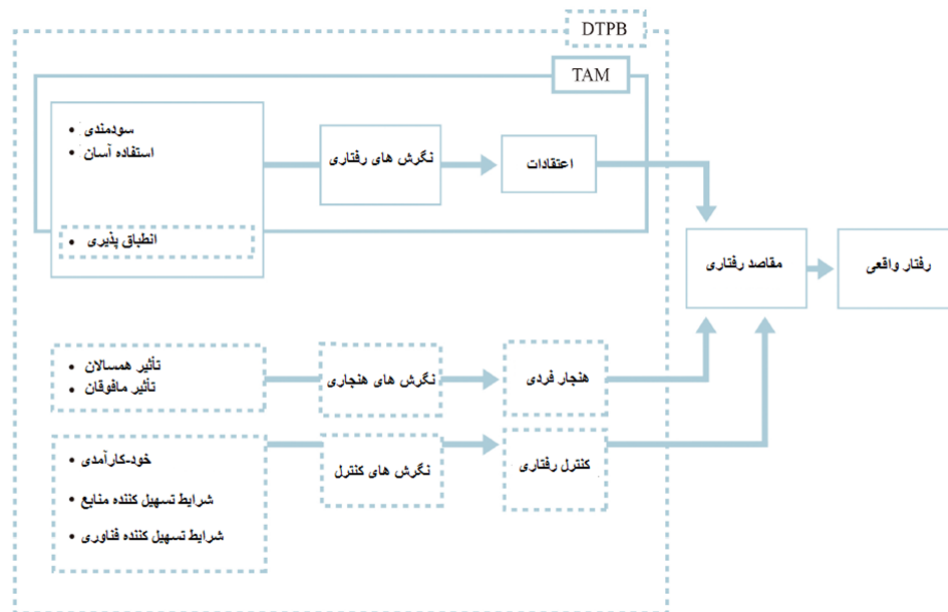 DTPB
TAM
• سودمندی
• استفاده آسان
• انطباق پذیری
نگرش های رفتاری
اعتقادات
مقاصد رفتاری
رفتار واقعی
• تأثیر همسالان
• تأثیر مافوقان
نگرش های هنجاری
هنجار فردی
• خود-کارآمدی
• شرایط تسهیل کننده منابع
• شرایط تسهیل کننده فناوری
نگرش های کنترل
کنترل رفتاری